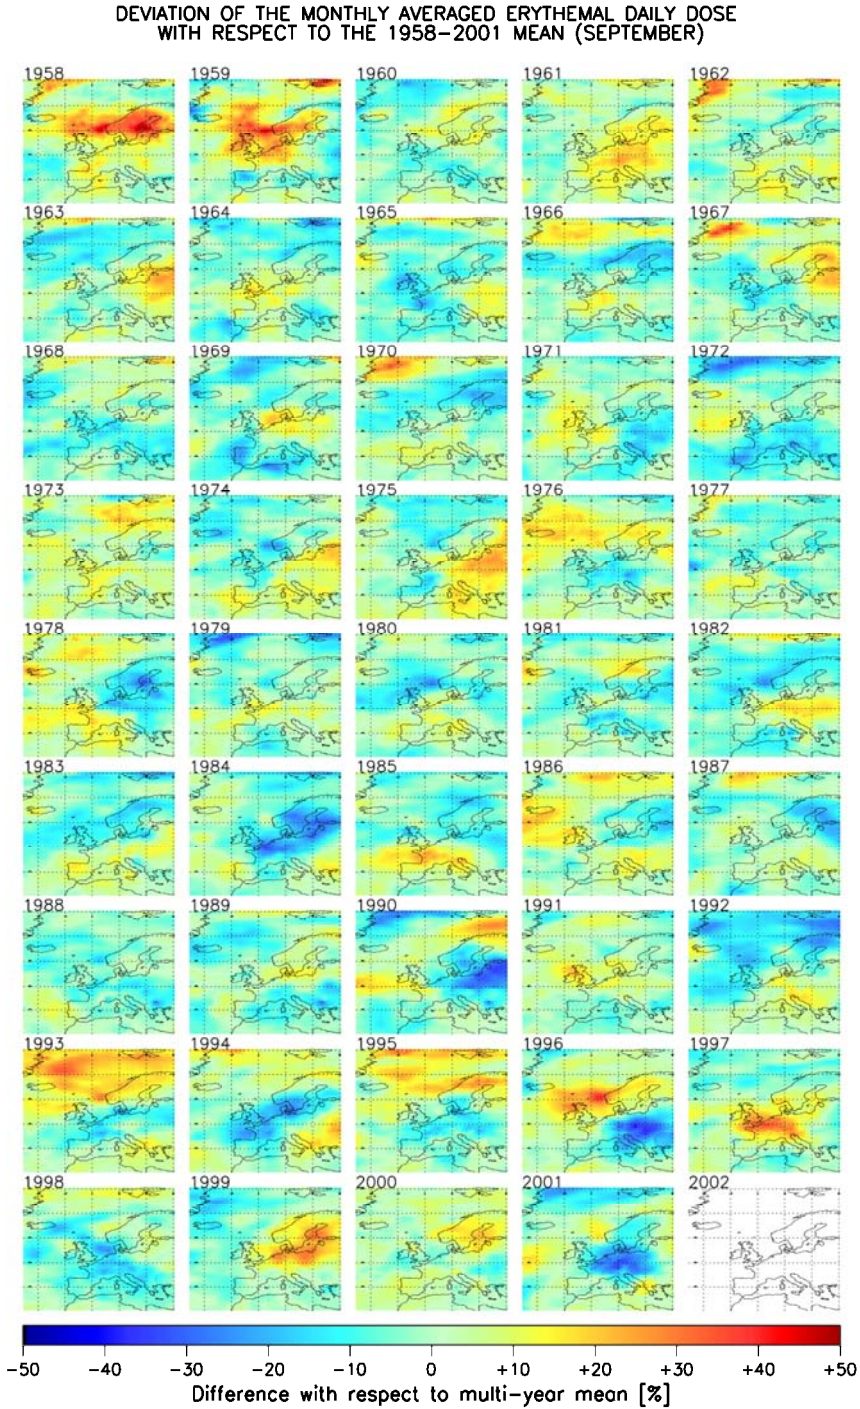 DEVIATION OF THE MONTHLY AVERAGED ERYTHEMAL DAILY DOSE
WITH RESPECT TO THE 1958−2001 MEAN (SEPTEMBER)
1958 1959 1960 1961 1962
1963 1964 1965 1966 1967
1968 1969 1970 1971 1972
1973 1974 1975 1976 1977
1978 1979 1980 1981 1982
1983 1984 1985 1986 1987
1988 1989 1990 1991 1992
1993 1994 1995 1996 1997
1998 1999 2000 2001 2002
−50 −40 −30 −20 −10 0 +10 +20 +30 +40 +50
Difference with respect to multi−year mean [%]